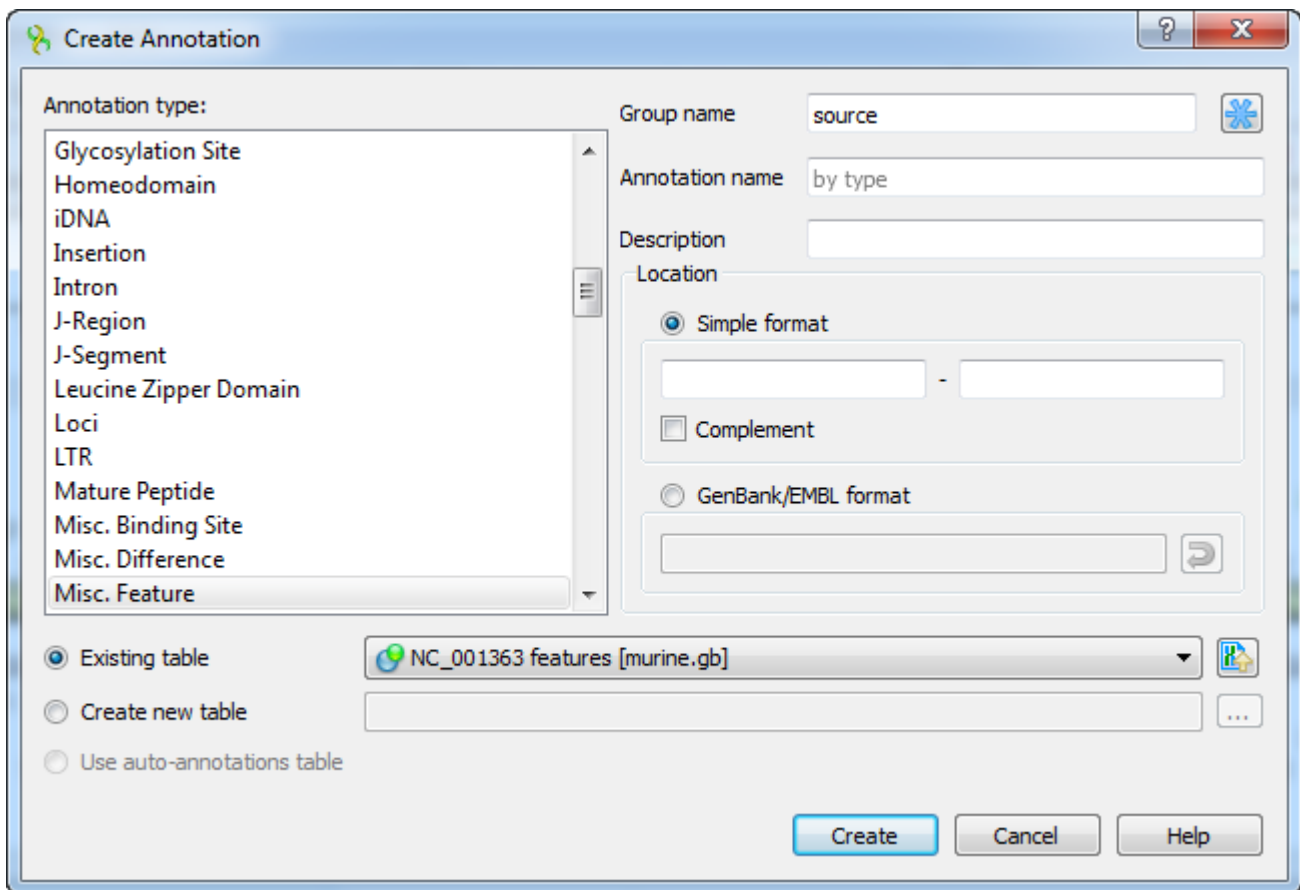 Create Annotation
?
X
Annotation type:
Glycosylation Site
Homeodomain
iDNA
Insertion
Intron
J-Region
J-Segment
Leucine Zipper Domain
Loci
LTR
Mature Peptide
Misc. Binding Site
Misc. Difference
Misc. Feature
Group name source
Annotation name by type
Description
Location
Simple format
-
Complement
GenBank/EMBL format
Existing table NC_001363 features [murine.gb]
Create new table ...
Use auto-annotations table
Create Cancel Help